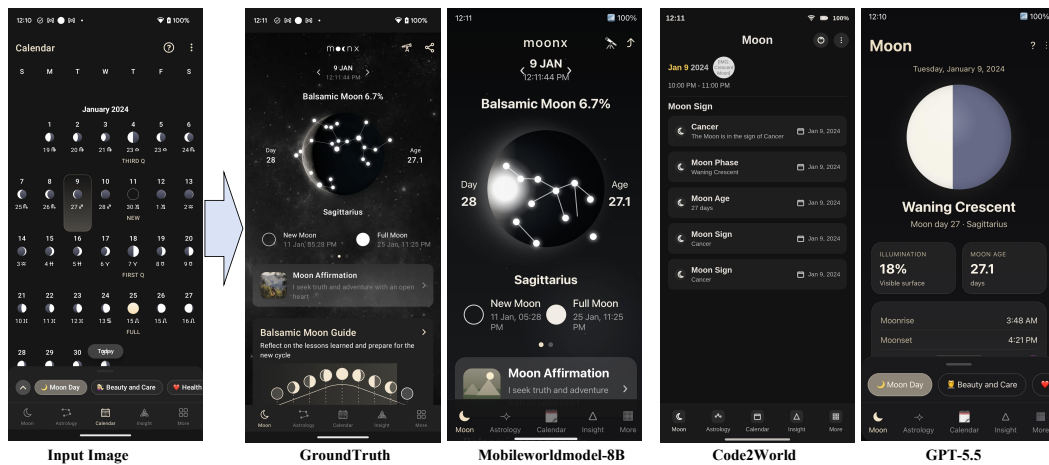 12:10 100%
Calendar ?
S M T W T F S
January 2024
1 2 3 4 5 6
19 20 21 23 23 24
THIRD Q
7 8 9 10 11 12 13
25 26 27 28 30 1 2
NEW
14 15 16 17 18 19 20
3 4 5 6 7 8 9
FIRST Q
21 22 23 24 25 26 27
10 11 12 13 15 15 16
FULL
28 29 30
Today
Moon Day Beauty and Care Health
Moon Astrology Calendar Insight More
Input Image
12:11 100%
moonx
9 JAN
12:11:44 PM
Balsamic Moon 6.7%
Day
28
Age
27.1
Sagittarius
New Moon
11 Jan, 05:28 PM
Full Moon
25 Jan, 11:25 PM
Moon Affirmation
I seek truth and adventure with an open
heart
Balsamic Moon Guide
Reflect on the lessons learned and prepare for the
new cycle
Moon Astrology Calendar Insight More
GroundTruth
12:11 100%
moonx
9 JAN
12:11:44 PM
Balsamic Moon 6.7%
Day
28
Age
27.1
Sagittarius
New Moon
11 Jan, 05:28
PM
Full Moon
25 Jan, 11:25
PM
Moon Affirmation
I seek truth and adventure
Moon Astrology Calendar Insight More
Mobileworldmodel-8B
12:11 100%
Moon
Jan 9 2024
10:00 PM - 11:00 PM
Moon Sign
Cancer
The Moon is in the sign of Cancer
Jan 9, 2024
Moon Phase
Waning Crescent
Jan 9, 2024
Moon Age
27 days
Jan 9, 2024
Moon Sign
Cancer
Jan 9, 2024
Moon Sign
Cancer
Jan 9, 2024
Moon Astrology Calendar Insight More
Code2World
12:10 100%
Moon ?
Tuesday, January 9, 2024
Waning Crescent
Moon day 27 · Sagittarius
ILLUMINATION
18%
Visible surface
MOON AGE
27.1
days
Moonrise 3:48 AM
Moonset 4:21 PM
Moon Day Beauty and Care
Moon Astrology Calendar Insight More
GPT-5.5